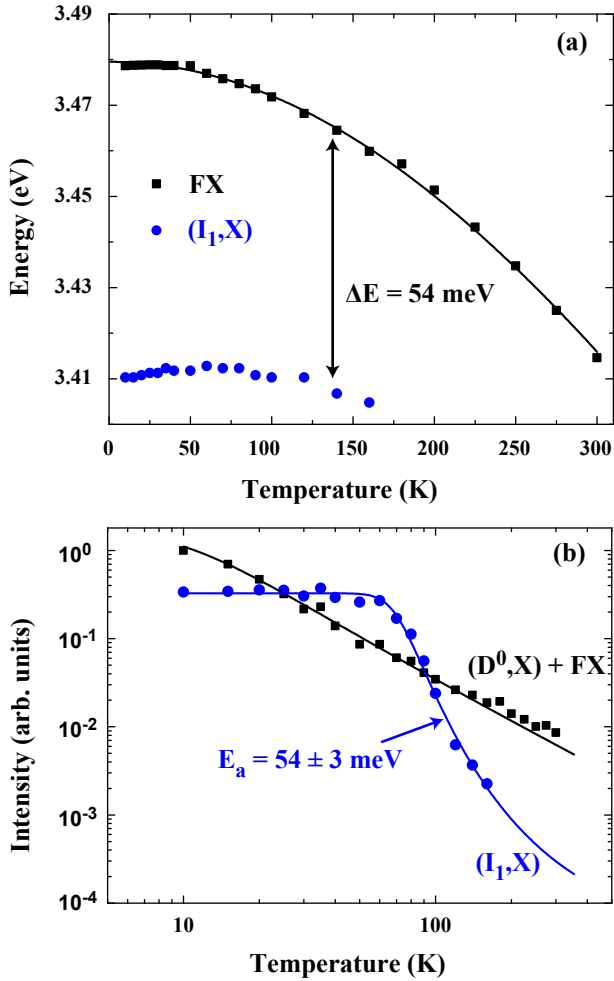 (a)
3.49
3.47
3.45
3.43
3.41
Energy (eV)
FX
(I₁,X)
ΔE = 54 meV
0 50 100 150 200 250 300
Temperature (K)
(b)
10⁰
10⁻¹
10⁻²
10⁻³
10⁻⁴
Intensity (arb. units)
(D⁰,X) + FX
Eₐ = 54 ± 3 meV
(I₁,X)
10 100
Temperature (K)